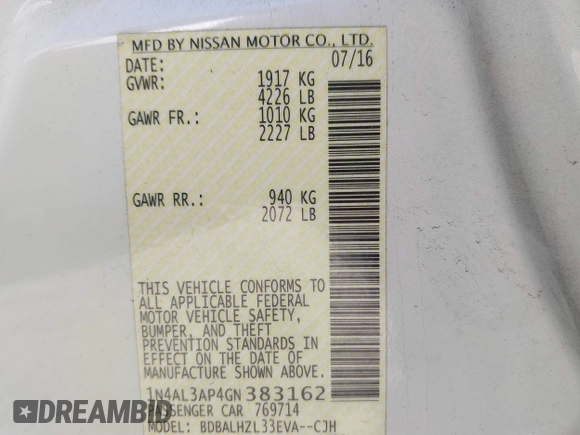 MFD BY NISSAN MOTOR CO., LTD.
DATE: 07/16
GVWR: 1917 KG
4226 LB
GAWR FR.: 1010 KG
2227 LB
GAWR RR.: 940 KG
2072 LB
THIS VEHICLE CONFORMS TO
ALL APPLICABLE FEDERAL
MOTOR VEHICLE SAFETY,
BUMPER, AND THEFT
PREVENTION STANDARDS IN
EFFECT ON THE DATE OF
MANUFACTURE SHOWN ABOVE.
1N4AL3AP4GN383162
PASSENGER CAR 769714
MODEL: BDBALHZL33EVA--CJH
EPICVIN